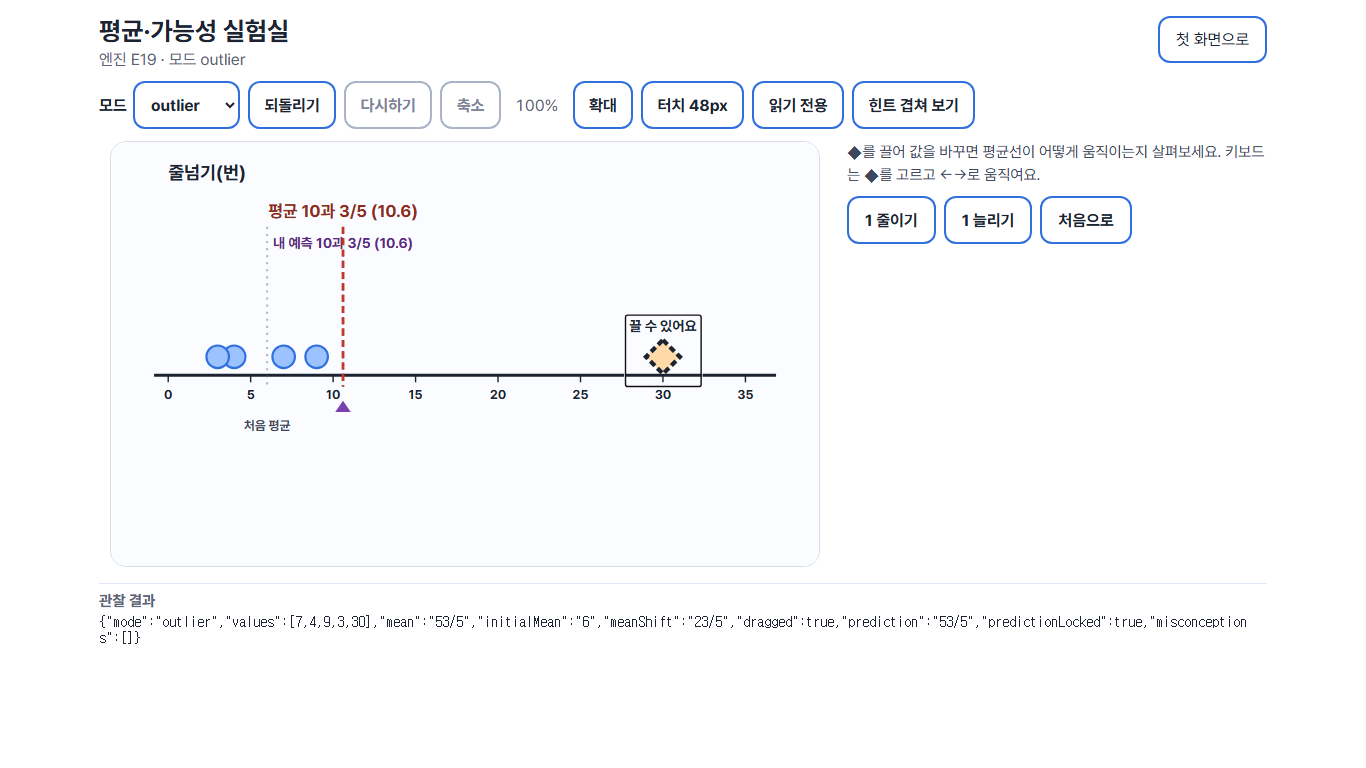 평균·가능성 실험실
엔진 E19 · 모드 outlier
첫 화면으로
모드 outlier 되돌리기 다시하기 축소 100% 확대 터치 48px 읽기 전용 힌트 겹쳐 보기
줄넘기(번)
평균 10과 3/5 (10.6)
내 예측 10과 3/5 (10.6)
끌 수 있어요
0 5 10 15 20 25 30 35
처음 평균
◆를 끌어 값을 바꾸면 평균선이 어떻게 움직이는지 살펴보세요. 키보드
는 ◆를 고르고 ←→로 움직여요.
1 줄이기 1 늘리기 처음으로
관찰 결과
{"mode":"outlier","values":[7,4,9,3,30],"mean":"53/5","initialMean":"6","meanShift":"23/5","dragged":true,"prediction":"53/5","predictionLocked":true,"misconception
s":[]}